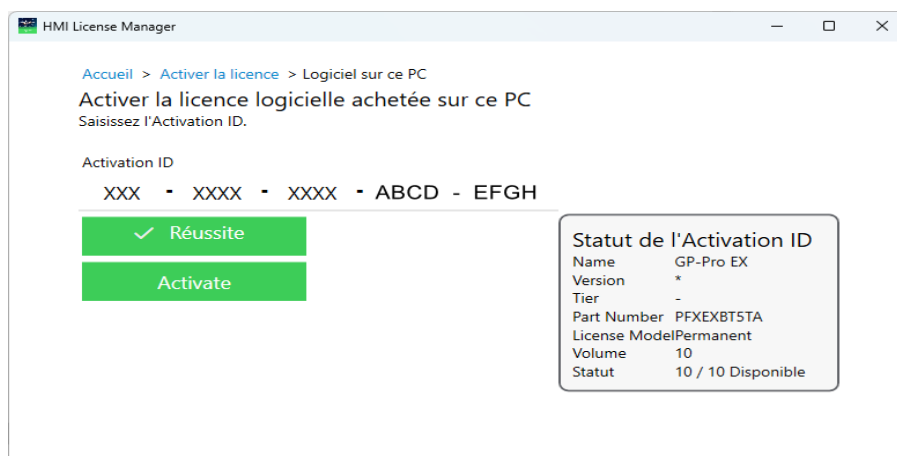 HMI License Manager
Accueil > Activer la licence > Logiciel sur ce PC
Activer la licence logicielle achetée sur ce PC
Saisissez l'Activation ID.
Activation ID
XXX - XXXX - XXXX - ABCD - EFGH
Réussite
Activate
Statut de l'Activation ID
Name GP-Pro EX
Version *
Tier -
Part Number PFXEXBT5TA
License ModelPermanent
Volume 10
Statut 10 / 10 Disponible